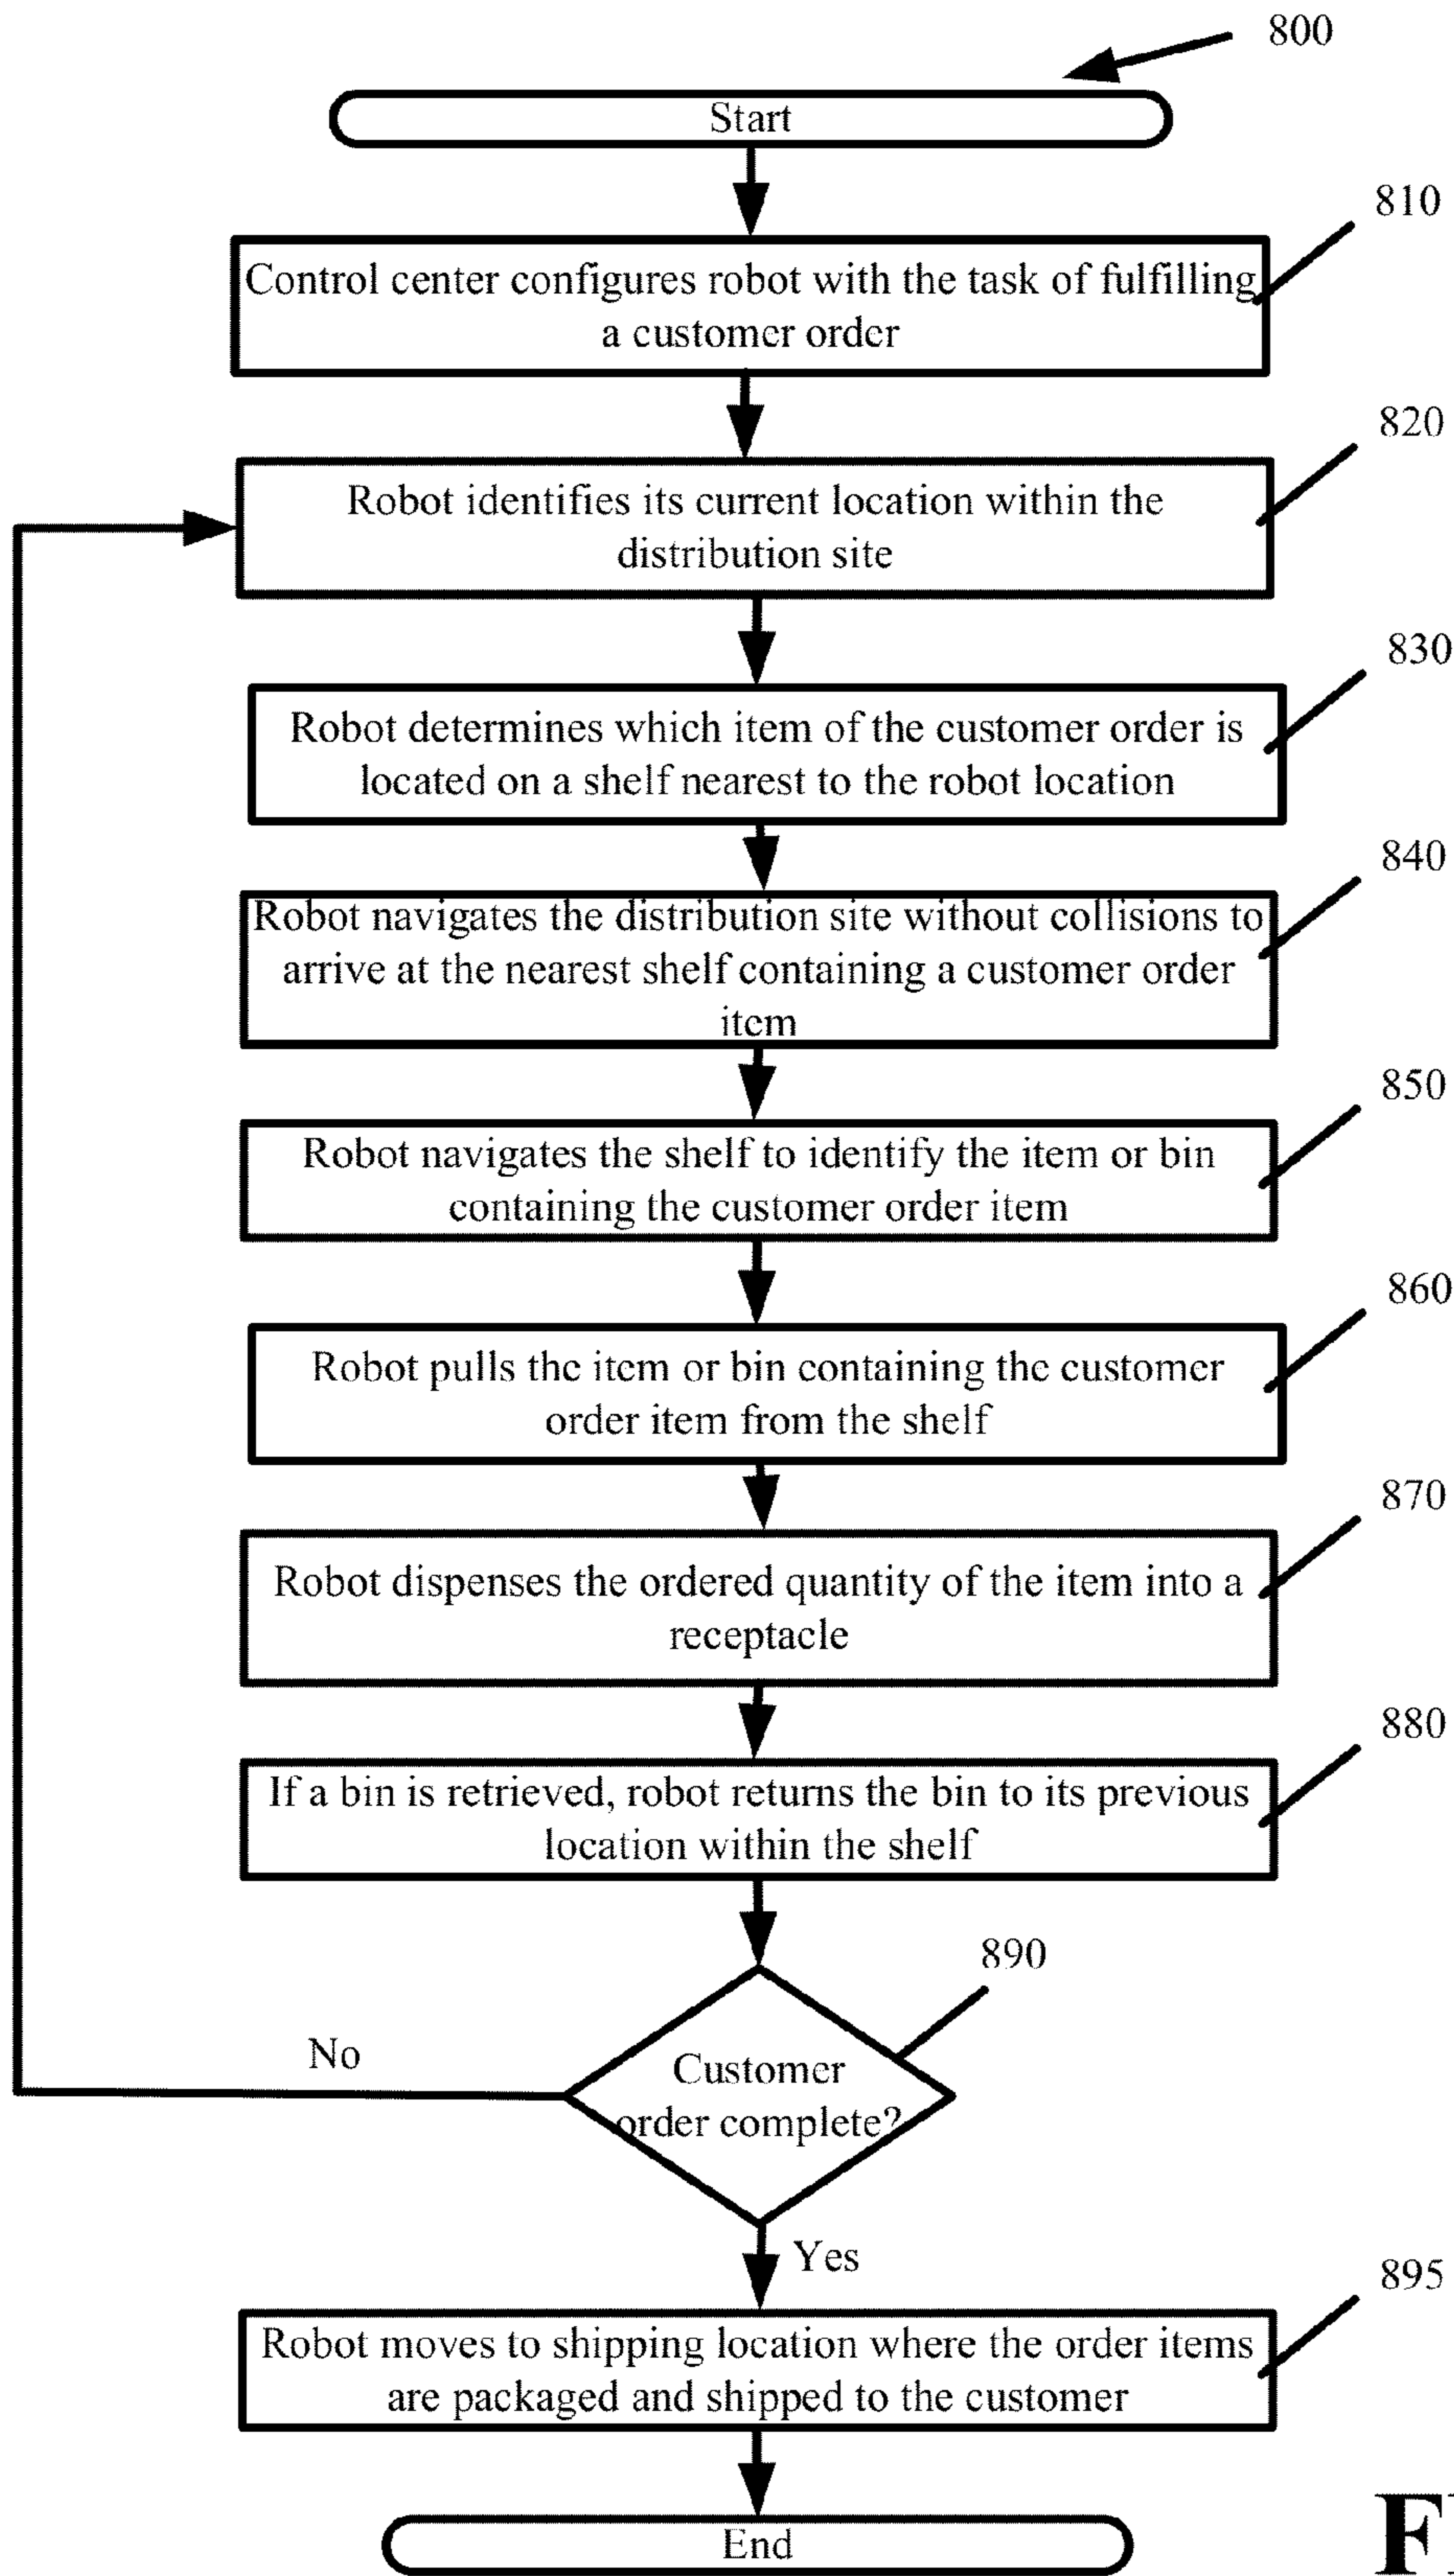 800
Start
810
Control center configures robot with the task of fulfilling
a customer order
820
Robot identifies its current location within the
distribution site
830
Robot determines which item of the customer order is
located on a shelf nearest to the robot location
840
Robot navigates the distribution site without collisions to
arrive at the nearest shelf containing a customer order
item
850
Robot navigates the shelf to identify the item or bin
containing the customer order item
860
Robot pulls the item or bin containing the customer
order item from the shelf
870
Robot dispenses the ordered quantity of the item into a
receptacle
880
If a bin is retrieved, robot returns the bin to its previous
location within the shelf
890
No
Customer
order complete?
Yes
895
Robot moves to shipping location where the order items
are packaged and shipped to the customer
End